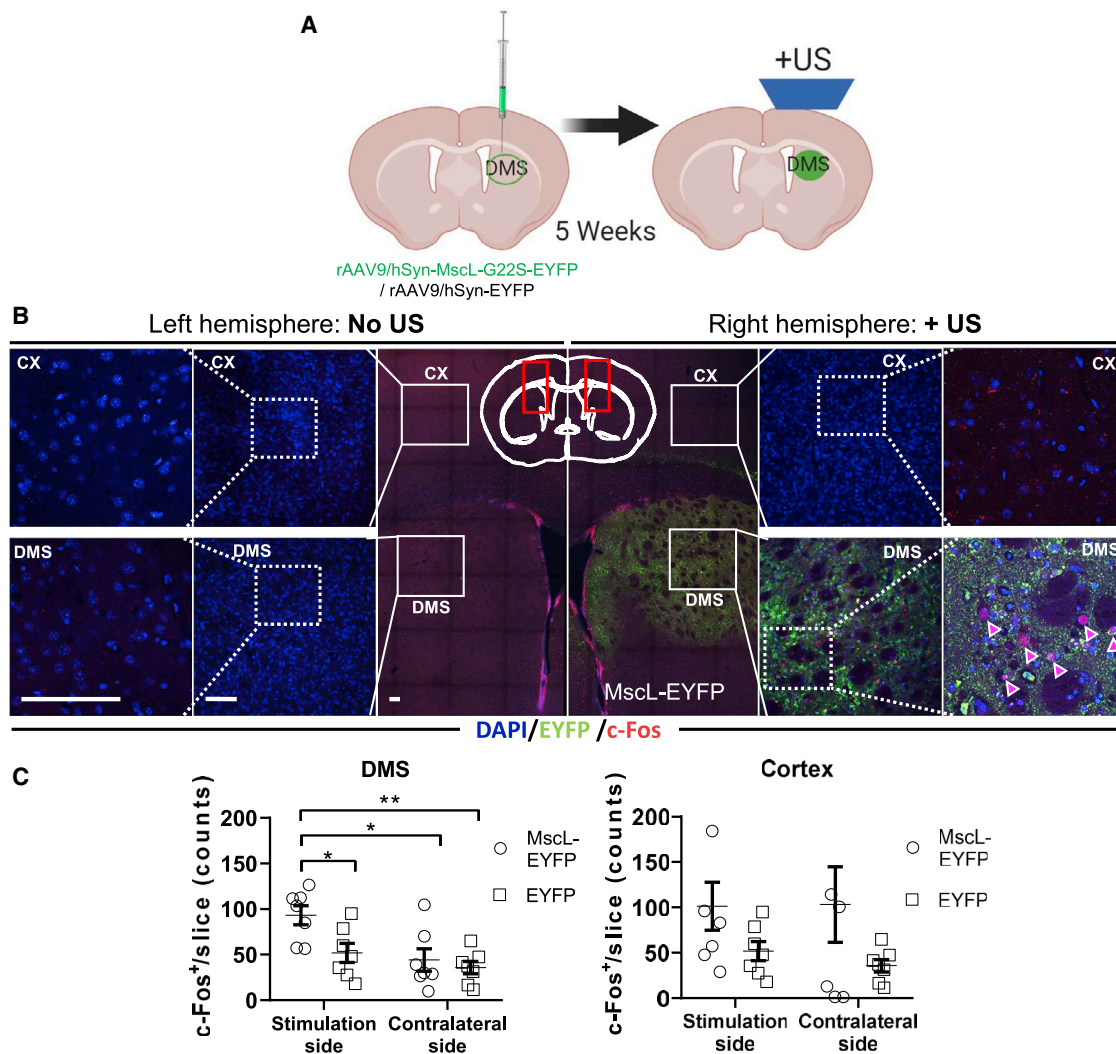 A
+US
DMS
DMS
5 Weeks
rAAV9/hSyn-MscL-G22S-EYFP
/ rAAV9/hSyn-EYFP
B
Left hemisphere: No US
Right hemisphere: + US
CX
CX
CX
CX
CX
DMS
DMS
DMS
DMS
DMS
DMS
MscL-EYFP
DAPI/EYFP /c-Fos
C
DMS
c-Fos+/slice (counts)
200
150
100
50
0
**
*
*
MscL-
EYFP
EYFP
Stimulation
side
Contralateral
side
Cortex
c-Fos+/slice (counts)
200
150
100
50
0
MscL-
EYFP
EYFP
Stimulation
side
Contralateral
side